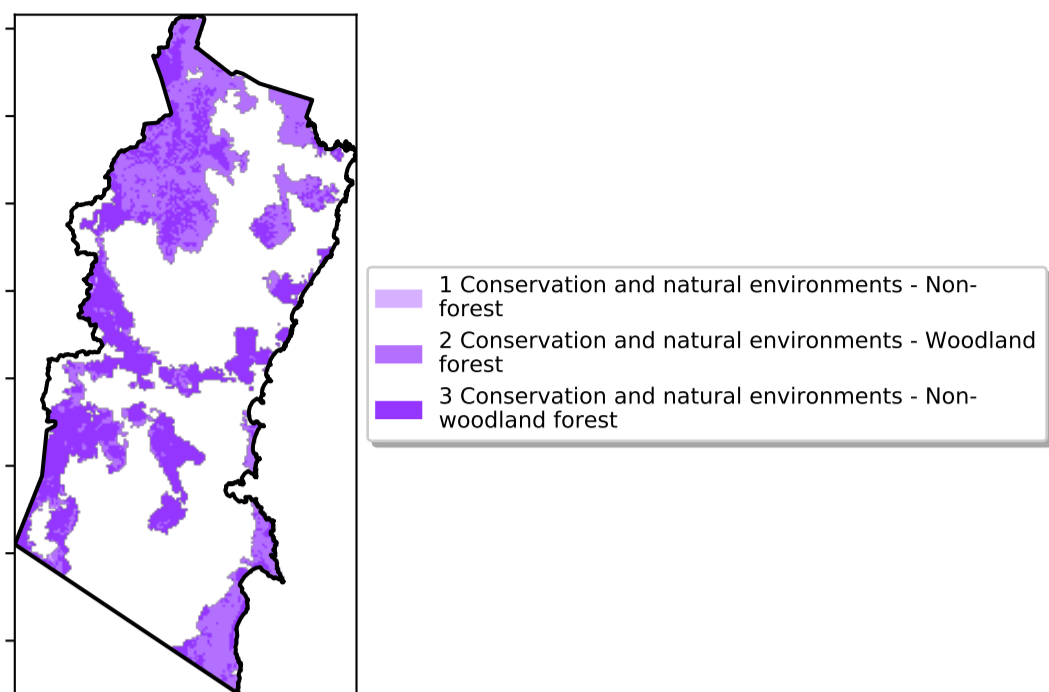 1 Conservation and natural environments - Non-
forest
2 Conservation and natural environments - Woodland
forest
3 Conservation and natural environments - Non-
woodland forest